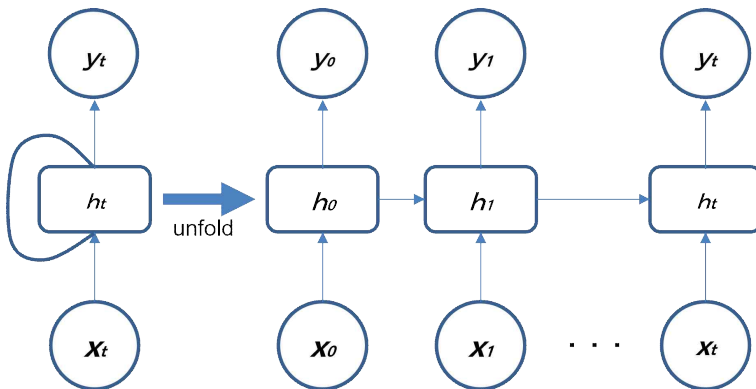 yt y0 y1 yt
ht h0 h1 ht
unfold
xt x0 x1 . . . xt